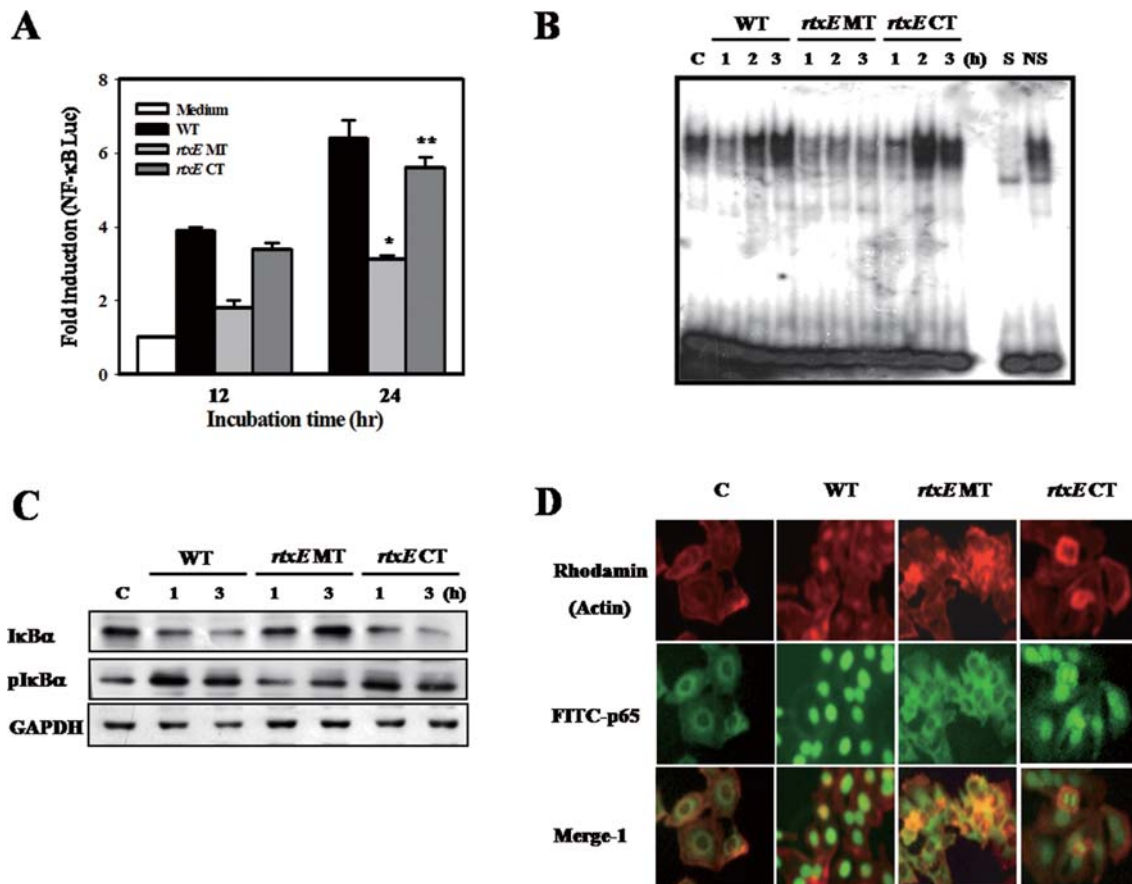 A
Fold induction (NF-κB Luc)
8
6
4
2
0
Medium
WT
rtxE MT
rtxE CT
*
**
12
24
Incubation time (hr)
B
WT rtxE MT rtxE CT
C 1 2 3 1 2 3 1 2 3 (h) S NS
C
WT rtxE MT rtxE CT
C 1 3 1 3 1 3 (h)
IκBα
pIκBα
GAPDH
D
C WT rtxE MT rtxE CT
Rhodamin
(Actin)
FITC-p65
Merge-1